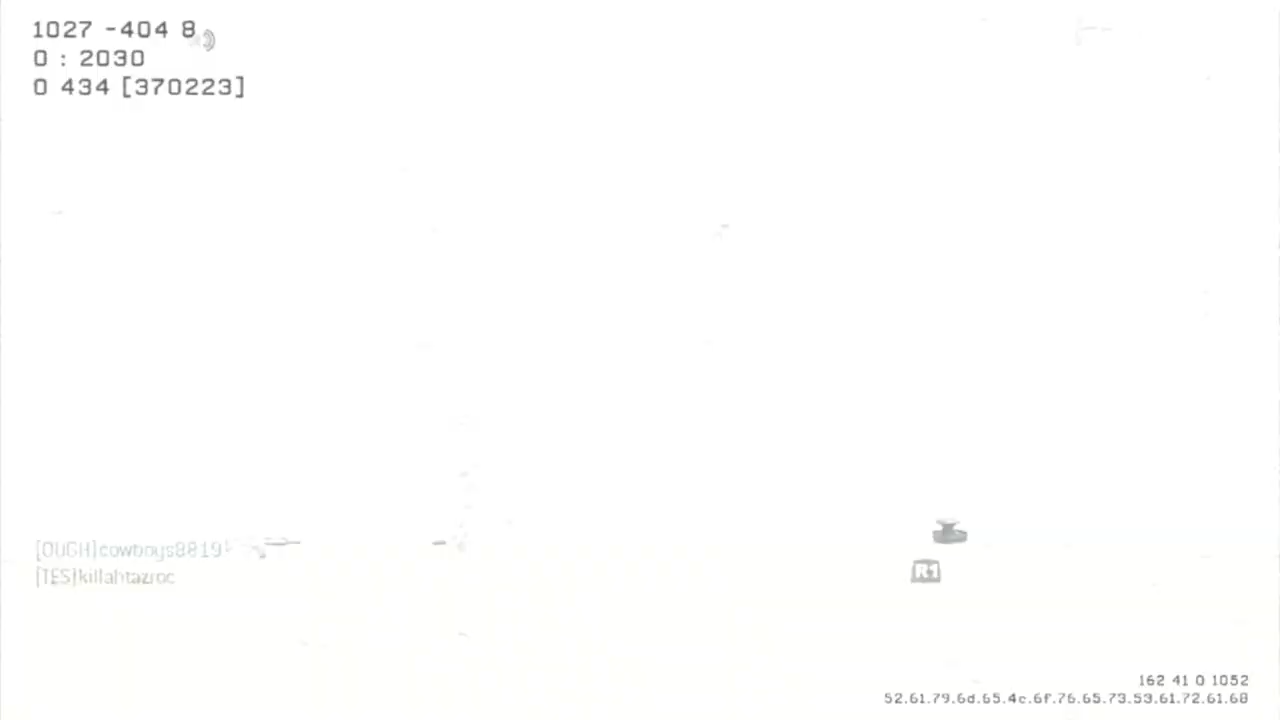 1027 -404 8
0 : 2030
0 434 [370223]
[OUGH]cowboys8819
[TES]killahtazroc
R1
162 41 0 1052
52.61.79.6d.65.4c.6f.76.65.73.53.61.72.61.68